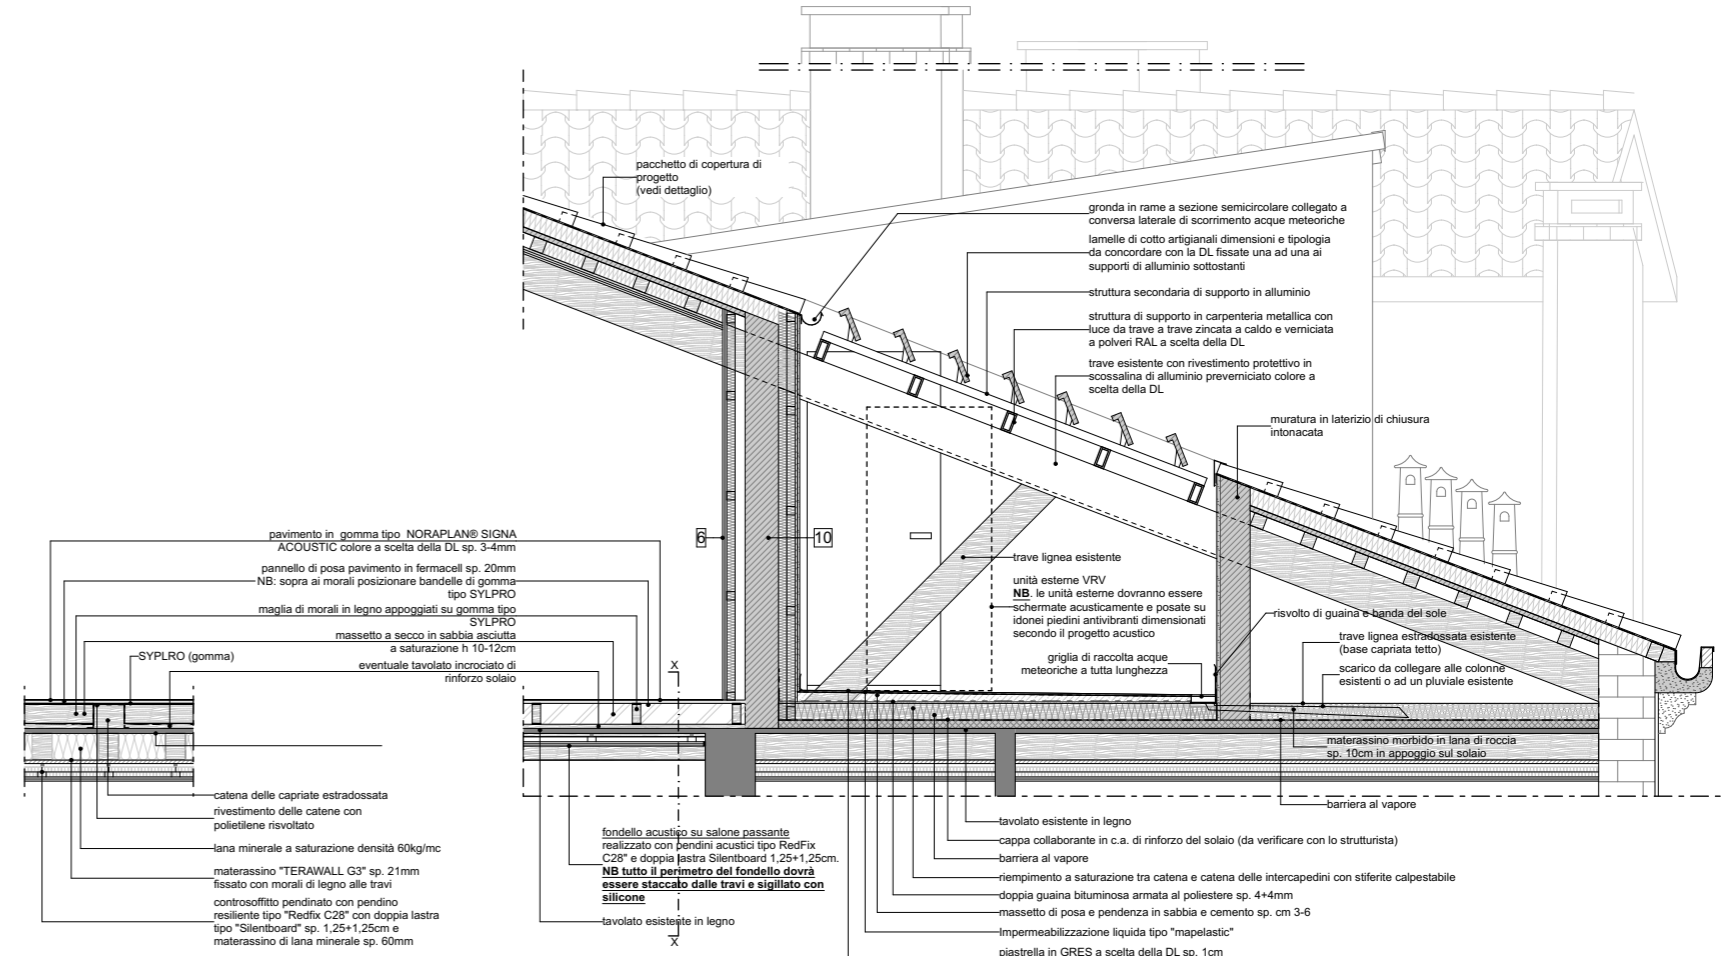 pacchetto di copertura di
progetto
(vedi dettaglio)
gronda in rame a sezione semicircolare collegato a
conversa laterale di scorrimento acque meteoriche
lamelle di cotto artigianali dimensioni e tipologia
da concordare con la DL fissate una ad una ai
supporti di alluminio sottostanti
struttura secondaria di supporto in alluminio
struttura di supporto in carpenteria metallica con
luce da trave a trave zincata a caldo e verniciata
a polveri RAL a scelta della DL
trave esistente con rivestimento protettivo in
scossalina di alluminio preverniciato colore a
scelta della DL
muratura in laterizio di chiusura
intonacata
6
10
trave lignea esistente
unità esterne VRV
NB. le unità esterne dovranno essere
schermate acusticamente e posate su
idonei piedini antivibranti dimensionati
secondo il progetto acustico
griglia di raccolta acque
meteoriche a tutta lunghezza
risvolto di guaina e banda del sole
trave lignea estradossata esistente
(base capriata tetto)
scarico da collegare alle colonne
esistenti o ad un pluviale esistente
materassino morbido in lana di roccia
sp. 10cm in appoggio sul solaio
barriera al vapore
pavimento in gomma tipo NORAPLAN® SIGNA
ACOUSTIC colore a scelta della DL sp. 3-4mm
pannello di posa pavimento in fermacell sp. 20mm
NB: sopra ai morali posizionare bandelle di gomma
tipo SYLPRO
maglia di morali in legno appoggiati su gomma tipo
SYLPRO
massetto a secco in sabbia asciutta
a saturazione h 10-12cm
SYPLRO (gomma)
eventuale tavolato incrociato di
rinforzo solaio
X
X
catena delle capriate estradossata
rivestimento delle catene con
polietilene risvoltato
lana minerale a saturazione densità 60kg/mc
materassino "TERAWALL G3" sp. 21mm
fissato con morali di legno alle travi
controsoffitto pendinato con pendino
resiliente tipo "Redfix C28" con doppia lastra
tipo "Silentboard" sp. 1,25+1,25cm e
materassino di lana minerale sp. 60mm
fondello acustico su salone passante
realizzato con pendini acustici tipo RedFix
C28" e doppia lastra Silentboard 1,25+1,25cm.
NB tutto il perimetro del fondello dovrà
essere staccato dalle travi e sigillato con
silicone
tavolato esistente in legno
tavolato esistente in legno
cappa collaborante in c.a. di rinforzo del solaio (da verificare con lo strutturista)
barriera al vapore
riempimento a saturazione tra catena e catena delle intercapedini con stiferite calpestabile
doppia guaina bituminosa armata al poliestere sp. 4+4mm
massetto di posa e pendenza in sabbia e cemento sp. cm 3-6
Impermeabilizzazione liquida tipo "mapelastic"
piastrella in GRES a scelta della DL sp. 1cm